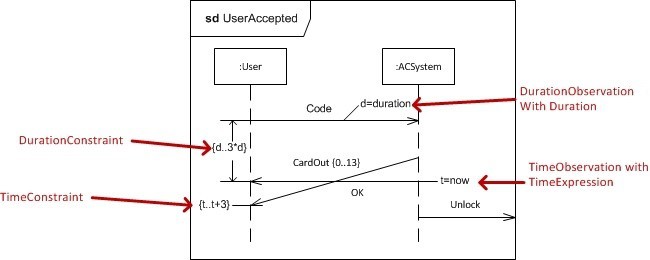 sd UserAccepted
:User
:ACSystem
DurationObservation
With Duration
Code
d=duration
DurationConstraint
{d..3*d}
CardOut {0..13}
TimeObservation with
TimeExpression
t=now
OK
TimeConstraint
{t..t+3}
Unlock